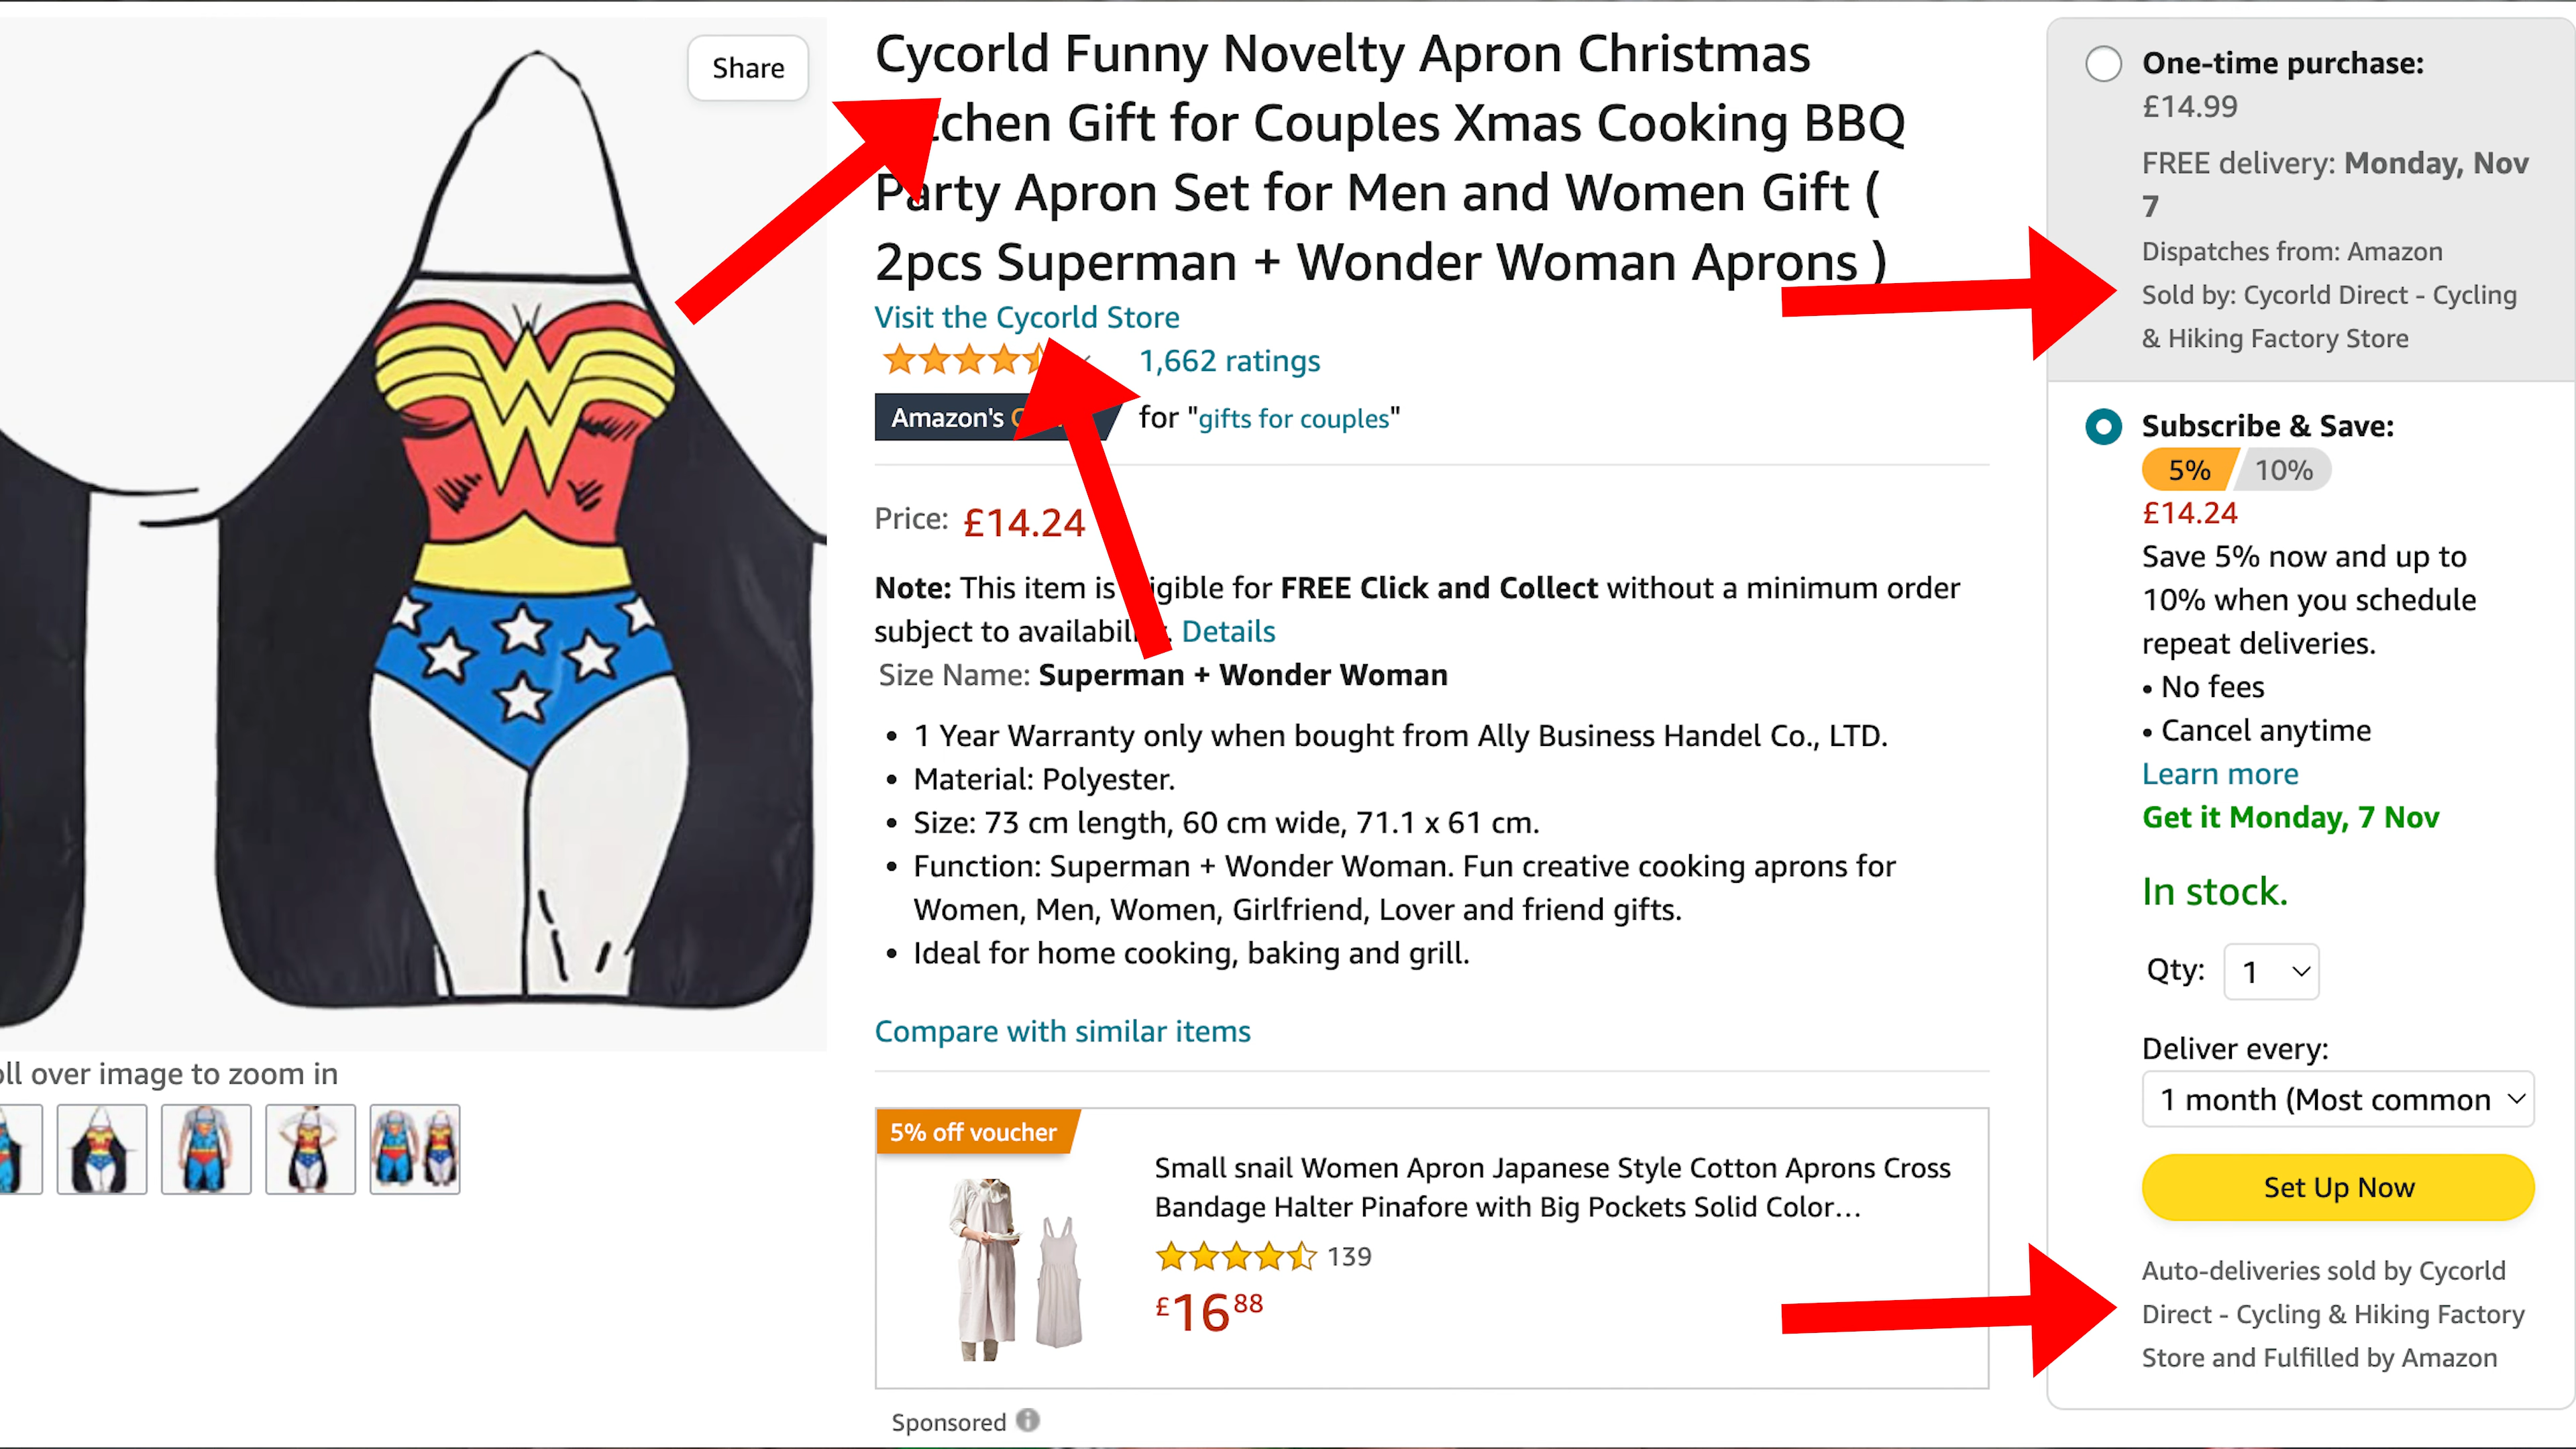 Share
Cycorld Funny Novelty Apron Christmas
chen Gift for Couples Xmas Cooking BBQ
Party Apron Set for Men and Women Gift (
2pcs Superman + Wonder Woman Aprons )
Visit the Cycorld Store
1,662 ratings
Amazon's
for "gifts for couples"
Price: £14.24
Note: This item is eligible for FREE Click and Collect without a minimum order
subject to availability. Details
Size Name: Superman + Wonder Woman
• 1 Year Warranty only when bought from Ally Business Handel Co., LTD.
• Material: Polyester.
• Size: 73 cm length, 60 cm wide, 71.1 x 61 cm.
• Function: Superman + Wonder Woman. Fun creative cooking aprons for
Women, Men, Women, Girlfriend, Lover and friend gifts.
• Ideal for home cooking, baking and grill.
Compare with similar items
oll over image to zoom in
5% off voucher
Small snail Women Apron Japanese Style Cotton Aprons Cross
Bandage Halter Pinafore with Big Pockets Solid Color...
139
£16 88
Sponsored
One-time purchase:
£14.99
FREE delivery: Monday, Nov
7
Dispatches from: Amazon
Sold by: Cycorld Direct - Cycling
& Hiking Factory Store
Subscribe & Save:
5% 10%
£14.24
Save 5% now and up to
10% when you schedule
repeat deliveries.
• No fees
• Cancel anytime
Learn more
Get it Monday, 7 Nov
In stock.
Qty: 1
Deliver every:
1 month (Most common
Set Up Now
Auto-deliveries sold by Cycorld
Direct - Cycling & Hiking Factory
Store and Fulfilled by Amazon